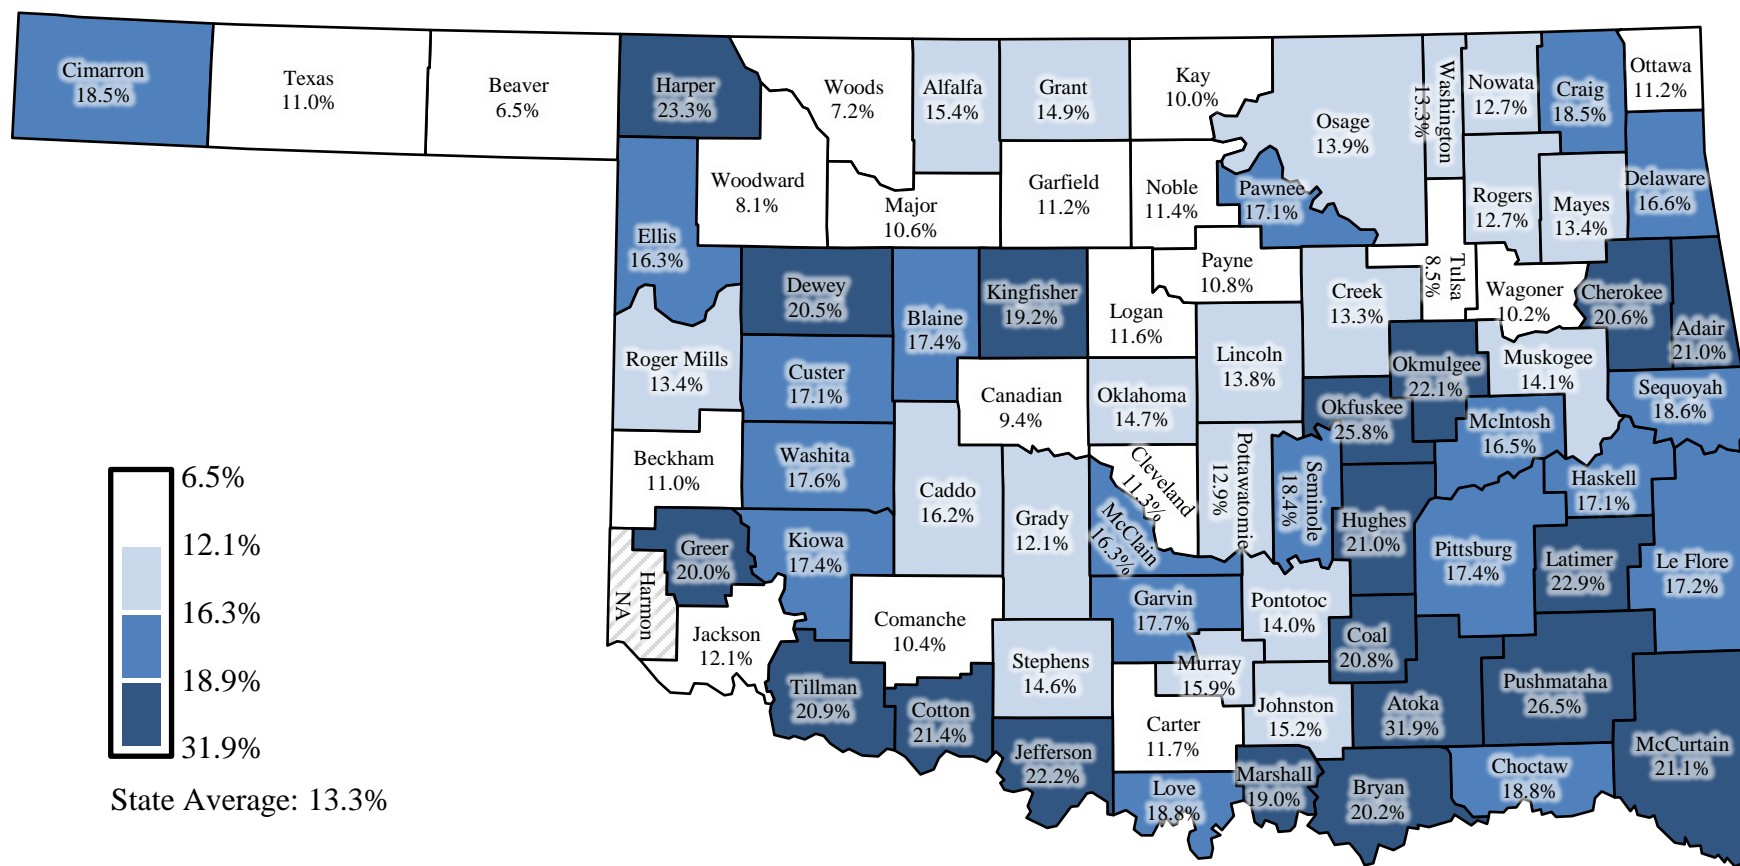 Cimarron
18.5%
Texas
11.0%
Beaver
6.5%
Harper
23.3%
Woods
7.2%
Alfalfa
15.4%
Grant
14.9%
Kay
10.0%
Osage
13.9%
Washington
13.3%
Nowata
12.7%
Craig
18.5%
Ottawa
11.2%
Woodward
8.1%
Major
10.6%
Garfield
11.2%
Noble
11.4%
Pawnee
17.1%
Rogers
12.7%
Mayes
13.4%
Delaware
16.6%
Ellis
16.3%
Dewey
20.5%
Blaine
17.4%
Kingfisher
19.2%
Logan
11.6%
Payne
10.8%
Creek
13.3%
Tulsa
8.5%
Wagoner
10.2%
Cherokee
20.6%
Adair
21.0%
Roger Mills
13.4%
Custer
17.1%
Canadian
9.4%
Oklahoma
14.7%
Lincoln
13.8%
Okfuskee
25.8%
Okmulgee
22.1%
Muskogee
14.1%
Sequoyah
18.6%
McIntosh
16.5%
Beckham
11.0%
Washita
17.6%
Caddo
16.2%
Grady
12.1%
Cleveland
11.3%
McClain
16.3%
Pottawatomie
12.9%
Seminole
18.4%
Hughes
21.0%
Pittsburg
17.4%
Haskell
17.1%
Latimer
22.9%
Le Flore
17.2%
Harmon
NA
Greer
20.0%
Kiowa
17.4%
Jackson
12.1%
Comanche
10.4%
Garvin
17.7%
Pontotoc
14.0%
Coal
20.8%
Tillman
20.9%
Cotton
21.4%
Stephens
14.6%
Murray
15.9%
Carter
11.7%
Johnston
15.2%
Atoka
31.9%
Pushmataha
26.5%
McCurtain
21.1%
Jefferson
22.2%
Love
18.8%
Marshall
19.0%
Bryan
20.2%
Choctaw
18.8%
6.5%
12.1%
16.3%
18.9%
31.9%
State Average: 13.3%